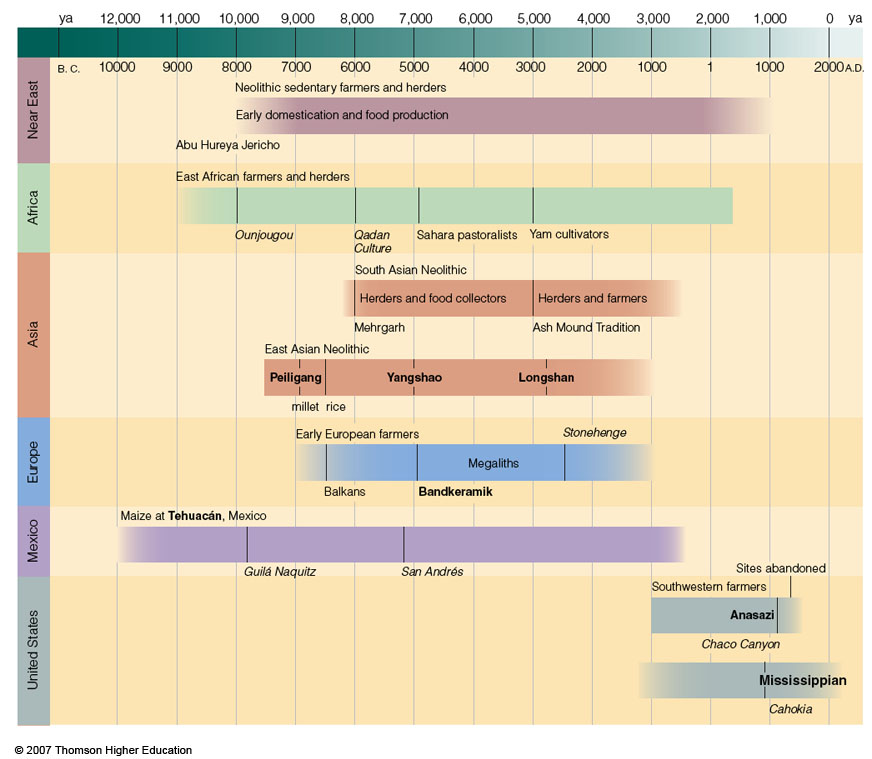 ya 12,000 11,000 10,000 9,000 8,000 7,000 6,000 5,000 4,000 3,000 2,000 1,000 0 ya
B. C. 10000 9000 8000 7000 6000 5000 4000 3000 2000 1000 1 1000 2000 A.D.
Near East
Neolithic sedentary farmers and herders
Early domestication and food production
Abu Hureya Jericho
Africa
East African farmers and herders
Ounjougou Qadan Culture Sahara pastoralists Yam cultivators
Asia
South Asian Neolithic
Herders and food collectors Herders and farmers
Mehrgarh Ash Mound Tradition
East Asian Neolithic
Peiligang Yangshao Longshan
millet rice
Europe
Early European farmers Stonehenge
Megaliths
Balkans Bandkeramik
Mexico
Maize at Tehuacán, Mexico
Guilá Naquitz San Andrés
United States
Sites abandoned
Southwestern farmers
Anasazi
Chaco Canyon
Mississippian
Cahokia
© 2007 Thomson Higher Education